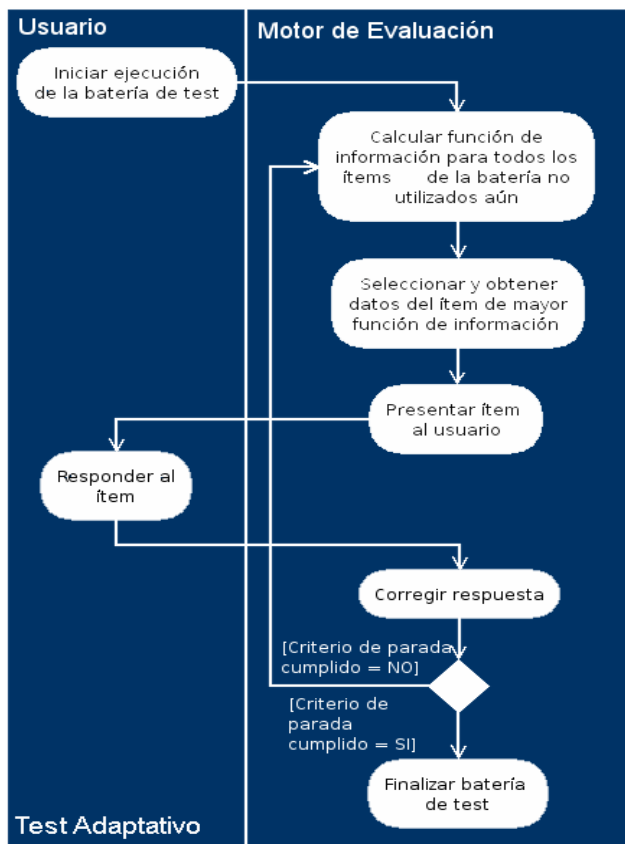 Usuario
Motor de Evaluación
Iniciar ejecución
de la batería de test
Calcular función de
información para todos los
ítems de la batería no
utilizados aún
Seleccionar y obtener
datos del ítem de mayor
función de información
Presentar ítem
al usuario
Responder al
ítem
Corregir respuesta
[Criterio de parada
cumplido = NO]
[Criterio de
parada
cumplido = SI]
Finalizar batería
de test
Test Adaptativo